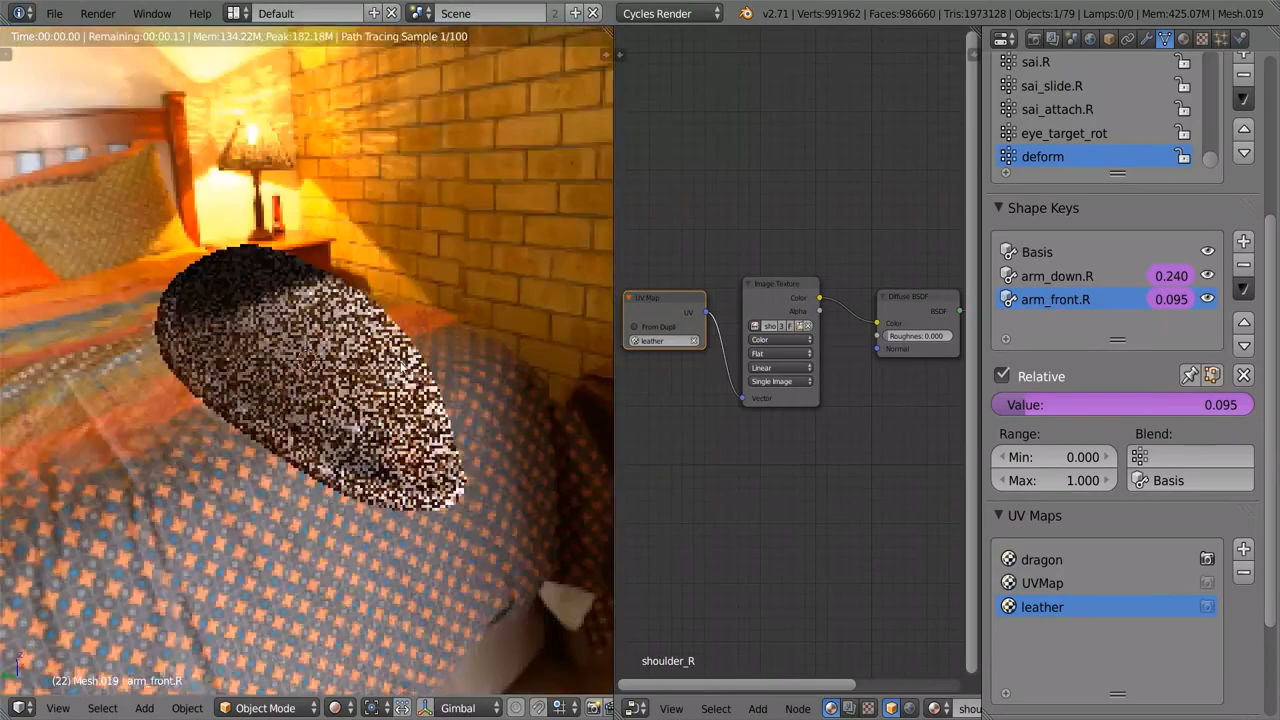 File Render Window Help Default Scene 2 Cycles Render v2.71 | Verts:991962 | Faces:986660 | Tris:1973128 | Objects:1/79 | Lamps:0/0 | Mem:425.07M | Mesh.019
Time:00:00.00 | Remaining:00:00.13 | Mem:134.22M, Peak:182.18M | Path Tracing Sample 1/100
sai.R
sai_slide.R
sai_attach.R
eye_target_rot
deform
Shape Keys
Basis
arm_down.R 0.240
arm_front.R 0.095
Relative
Value: 0.095
Range: Blend:
Min: 0.000
Max: 1.000 Basis
UV Maps
dragon
UVMap
leather
UV Map
UV
From Dupli
leather
Image Texture
Color
Alpha
sho 3 F
Color
Flat
Linear
Single Image
Vector
Diffuse BSDF
BSDF
Color
Roughness: 0.000
Normal
shoulder_R
(22) Mesh.019 arm_front.R
View Select Add Object Object Mode Gimbal View Select Add Node shou